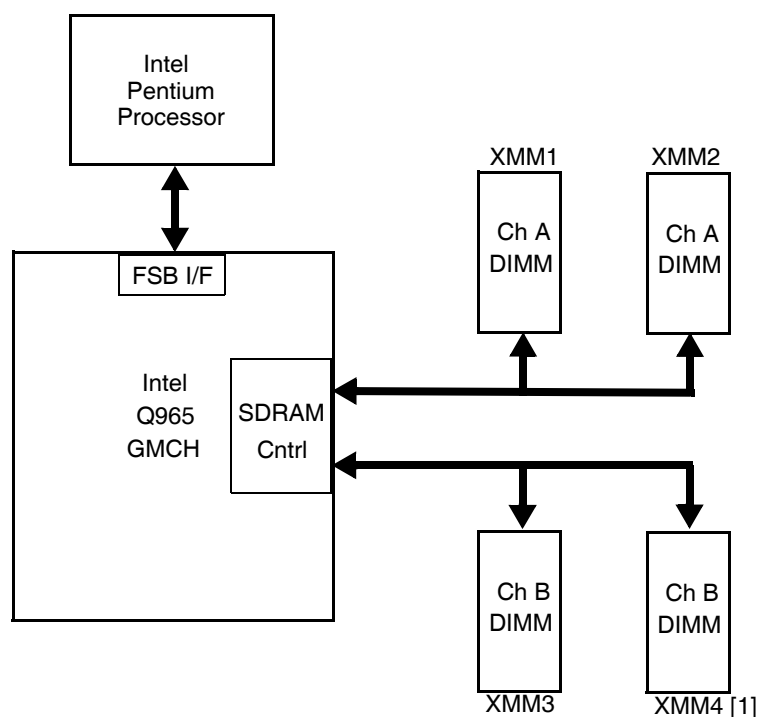 Intel
Pentium
Processor
FSB I/F
Intel
Q965
GMCH
SDRAM
Cntrl
XMM1
Ch A
DIMM
XMM2
Ch A
DIMM
Ch B
DIMM
XMM3
Ch B
DIMM
XMM4 [1]